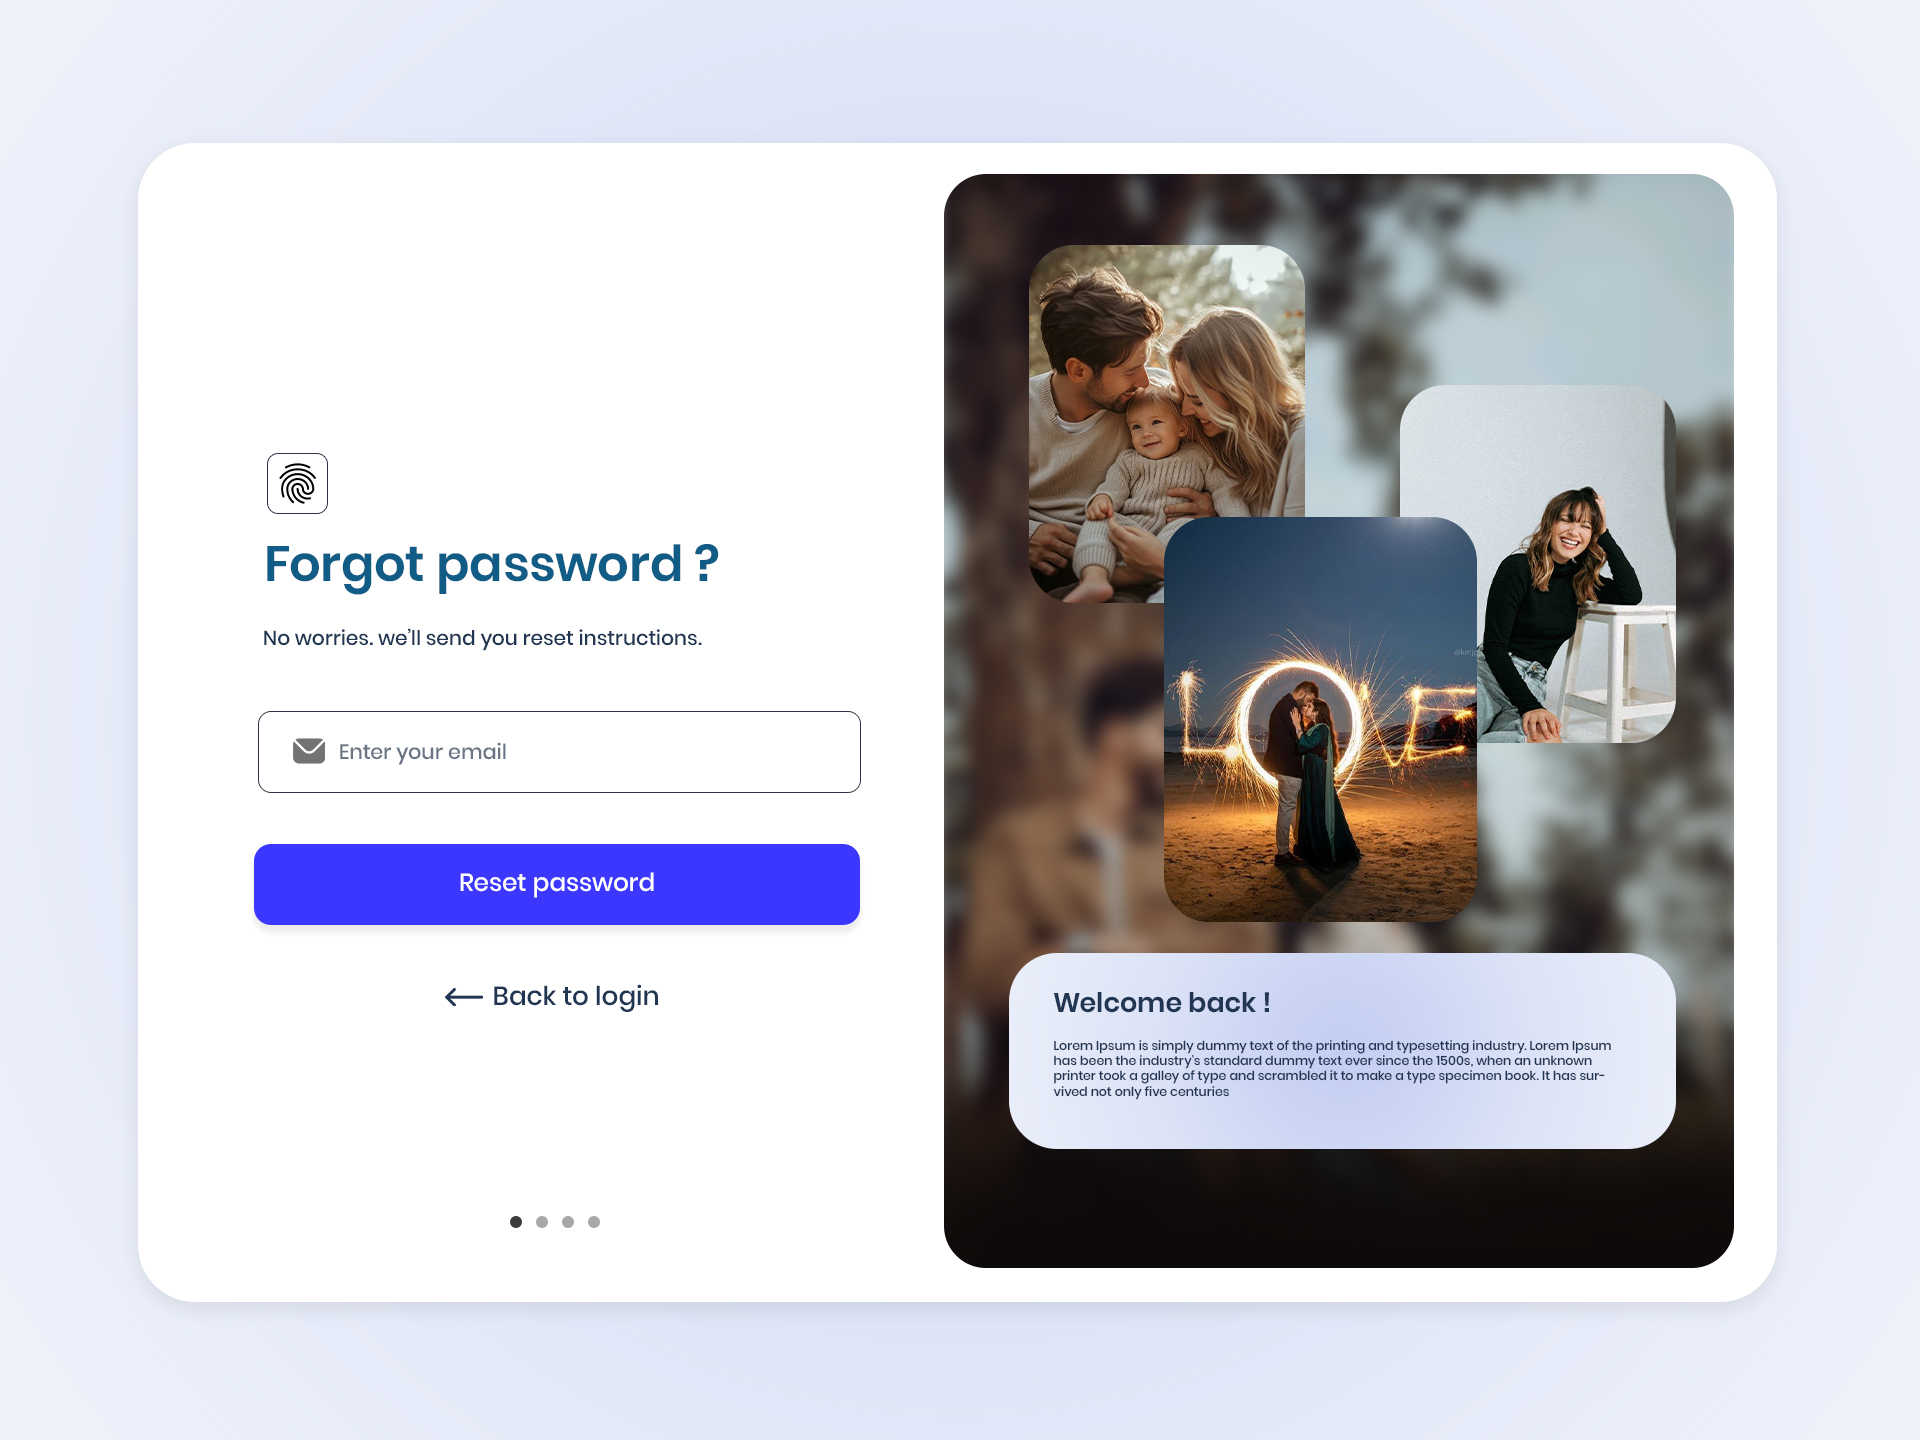 Forgot password ?
No worries. we'll send you reset instructions.
Enter your email
Reset password
Back to login
LOVE
Welcome back !
Lorem Ipsum is simply dummy text of the printing and typesetting industry. Lorem Ipsum
has been the industry's standard dummy text ever since the 1500s, when an unknown
printer took a galley of type and scrambled it to make a type specimen book. It has sur-
vived not only five centuries